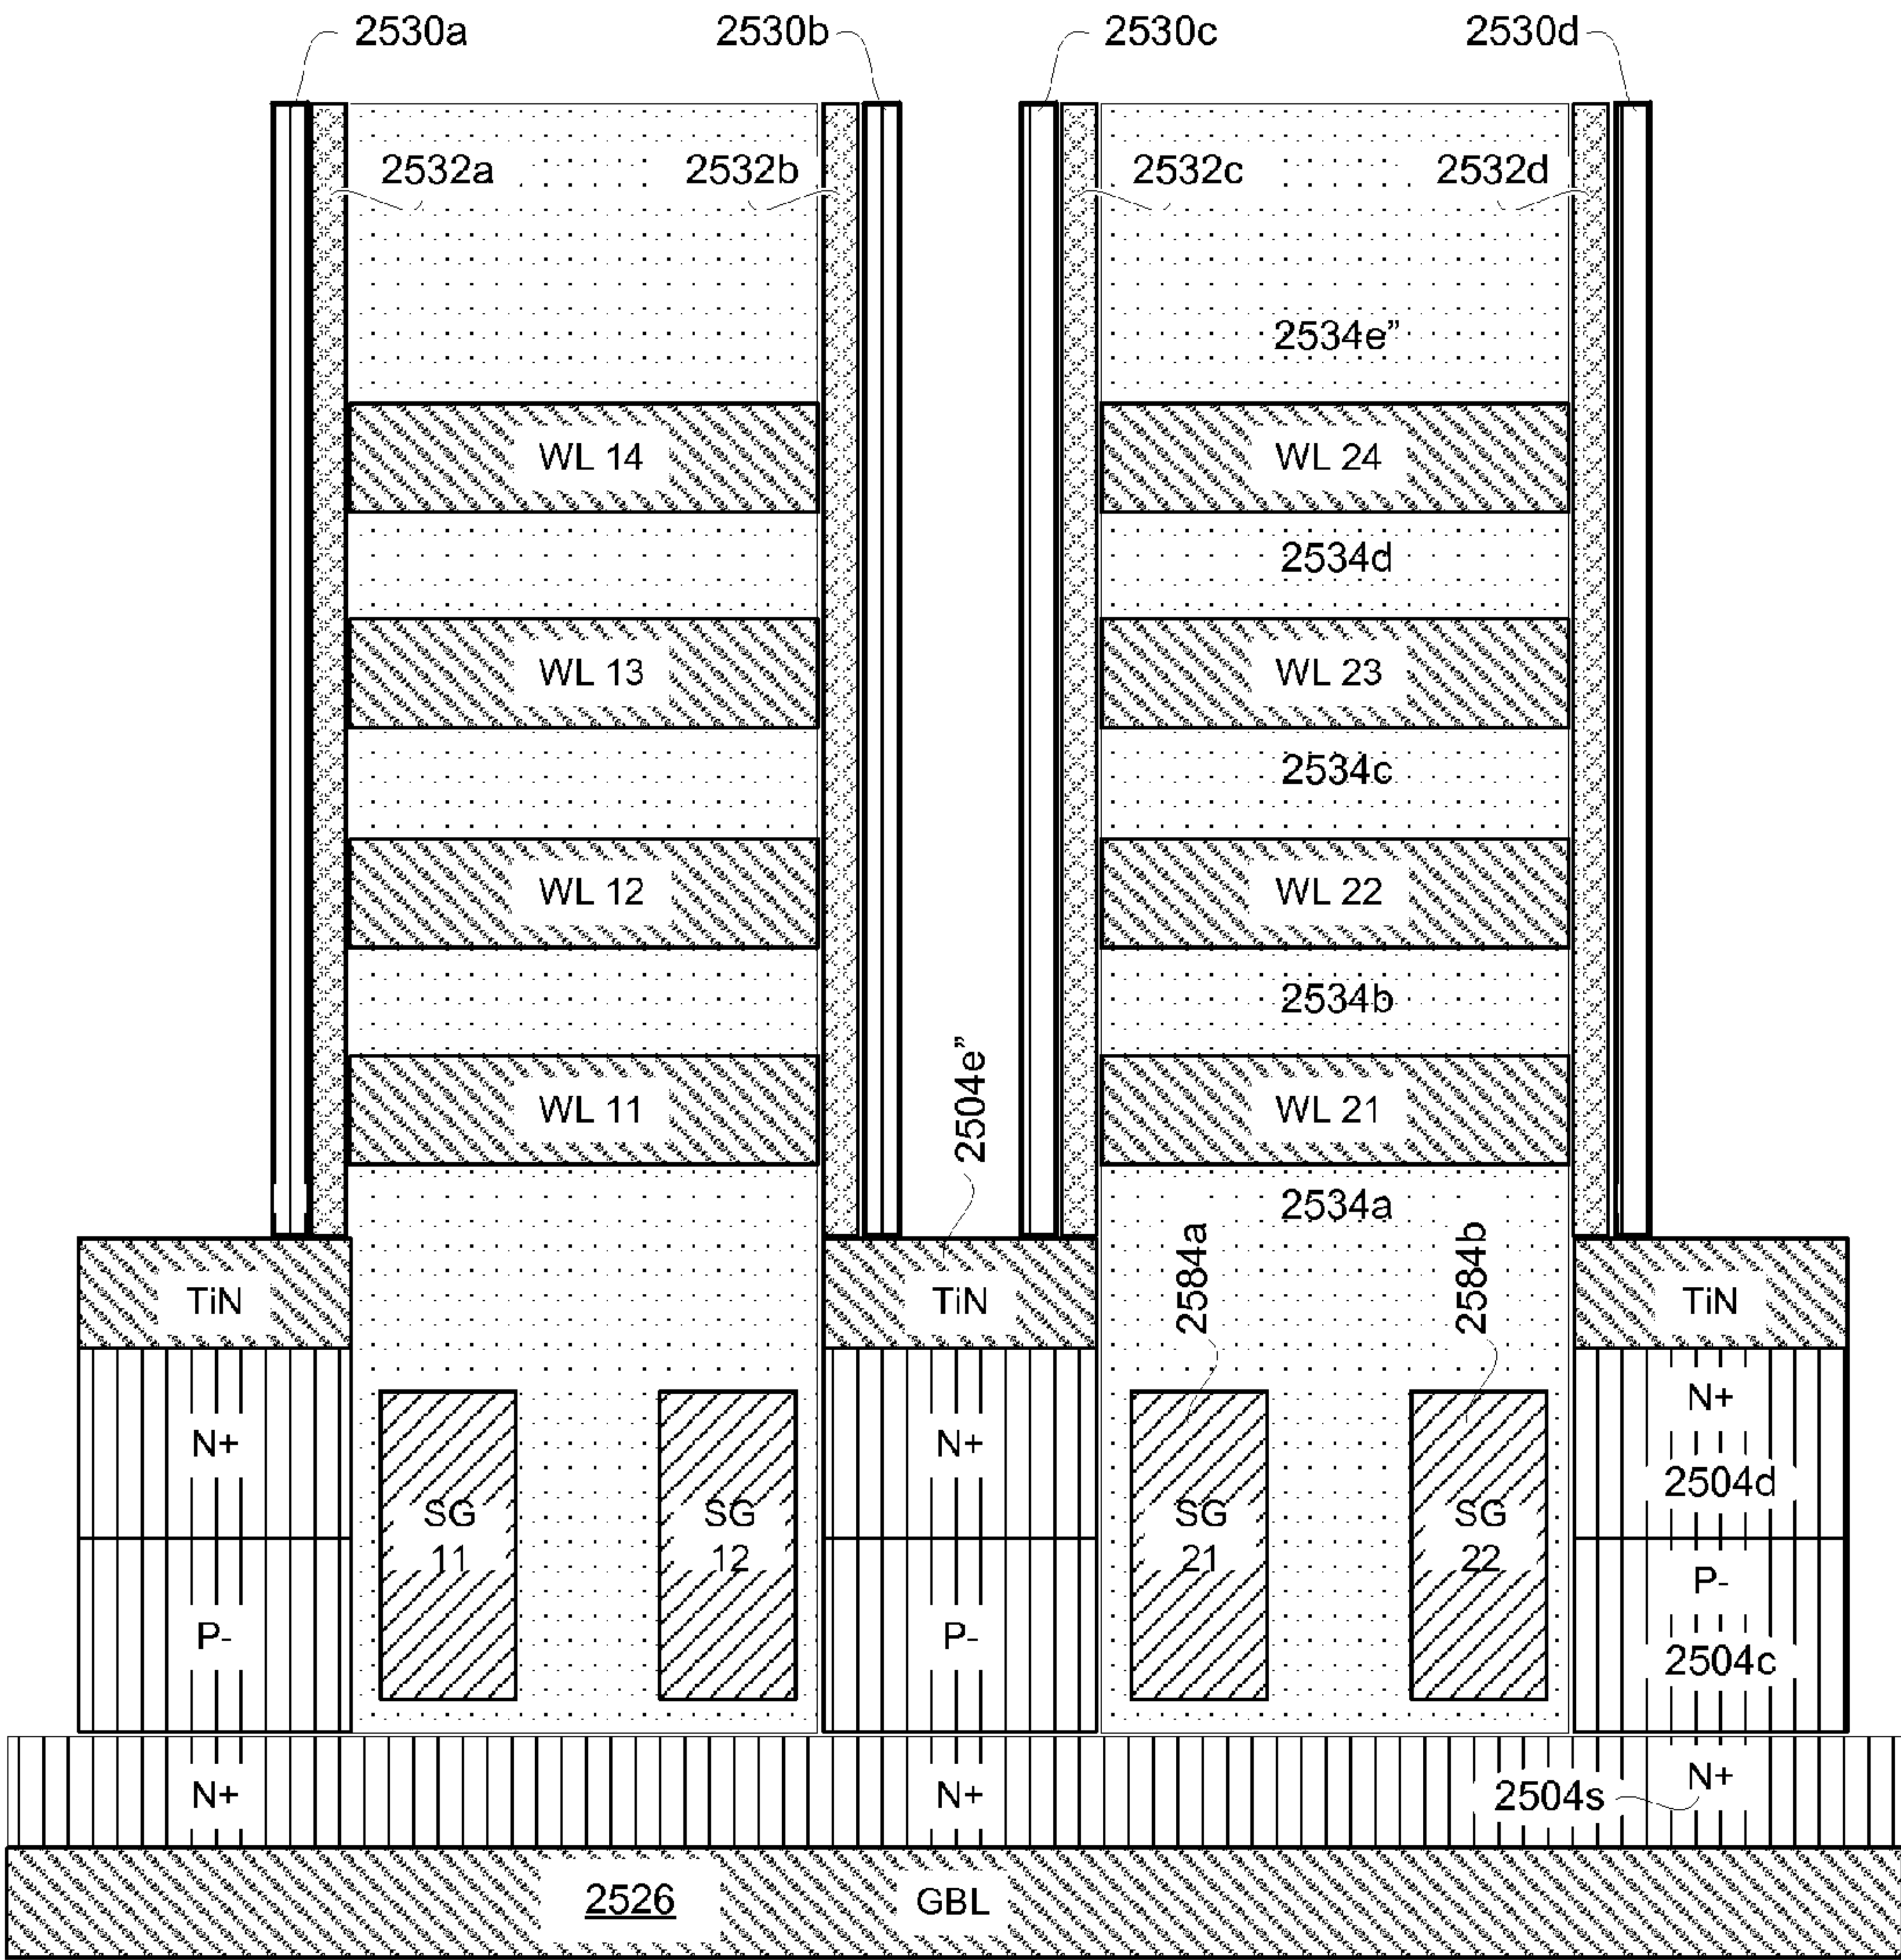 2530a 2530b 2530c 2530d
2532a 2532b 2532c 2532d
2534e”
WL 14 WL 24
2534d
WL 13 WL 23
2534c
WL 12 WL 22
2534b
2504e”
WL 11 WL 21
2534a
2584a 2584b
TiN TiN TiN
N+ N+ N+
2504d
SG SG SG SG
11 12 21 22
P- P- P-
2504c
N+ N+ N+
2504s
2526 GBL